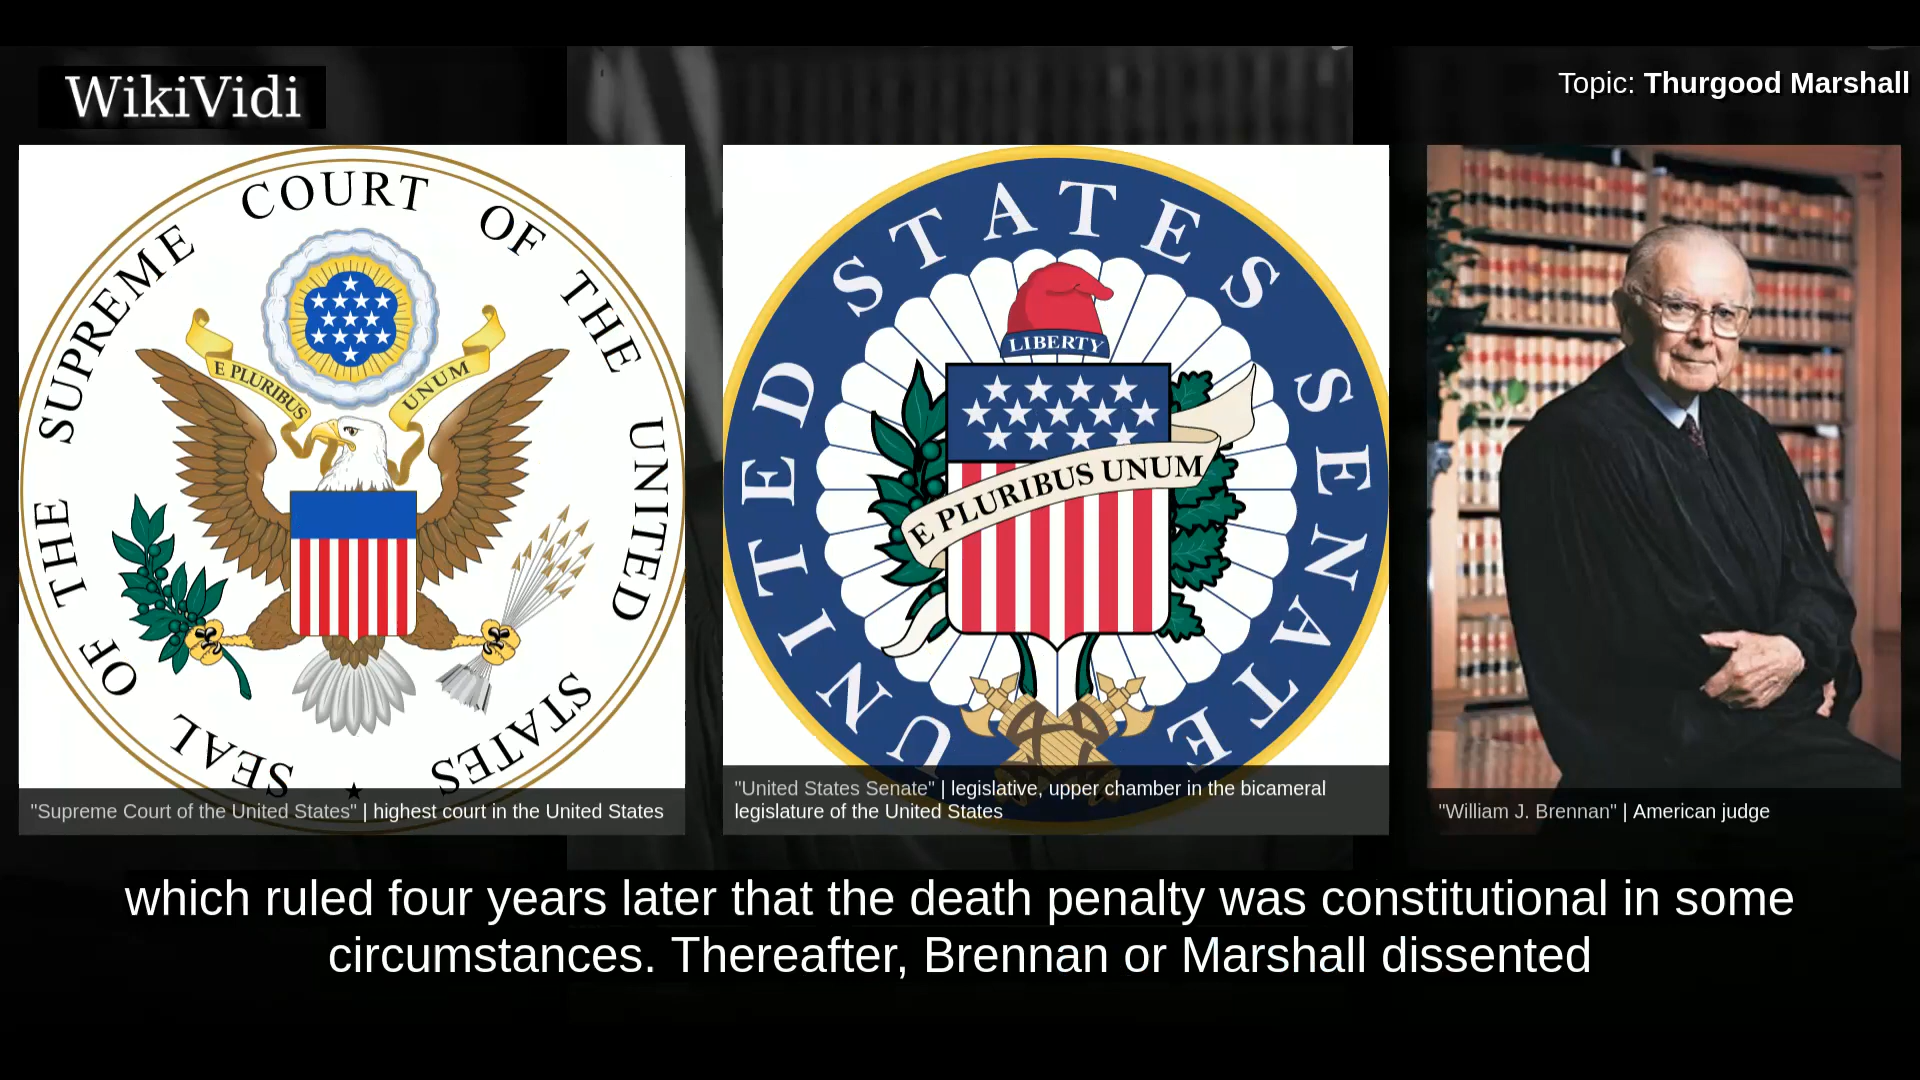 WikiVidi
Topic: Thurgood Marshall
SEAL OF THE SUPREME COURT OF THE UNITED STATES
E PLURIBUS UNUM
"Supreme Court of the United States" | highest court in the United States
UNITED STATES SENATE
LIBERTY
E PLURIBUS UNUM
"United States Senate" | legislative, upper chamber in the bicameral
legislature of the United States
"William J. Brennan" | American judge
which ruled four years later that the death penalty was constitutional in some
circumstances. Thereafter, Brennan or Marshall dissented